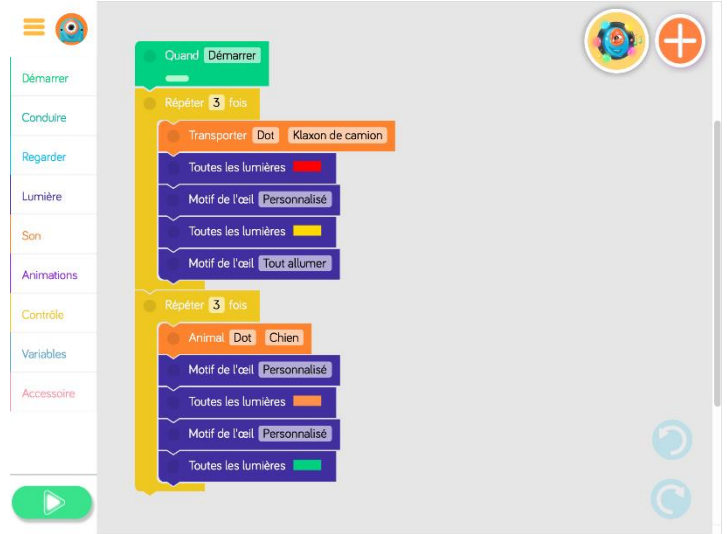 Démarrer
Conduire
Regarder
Lumière
Son
Animations
Contrôle
Variables
Accessoire
Quand Démarrer
Répéter 3 fois
Transporter Dot Klaxon de camion
Toutes les lumières
Motif de l'œil Personnalisé
Toutes les lumières
Motif de l'œil Tout allumer
Répéter 3 fois
Animal Dot Chien
Motif de l'œil Personnalisé
Toutes les lumières
Motif de l'œil Personnalisé
Toutes les lumières